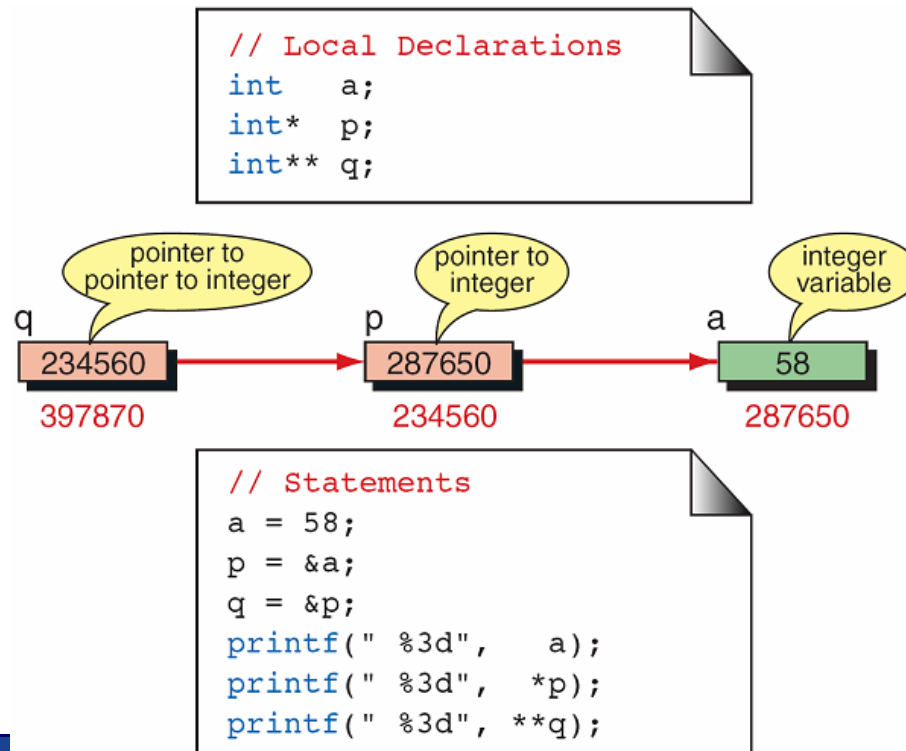 // Local Declarations
int   a;
int*  p;
int** q;
pointer to
pointer to integer
pointer to
integer
integer
variable
q
p
a
234560
287650
58
397870
234560
287650
// Statements
a = 58;
p = &a;
q = &p;
printf(" %3d",   a);
printf(" %3d",  *p);
printf(" %3d", **q);